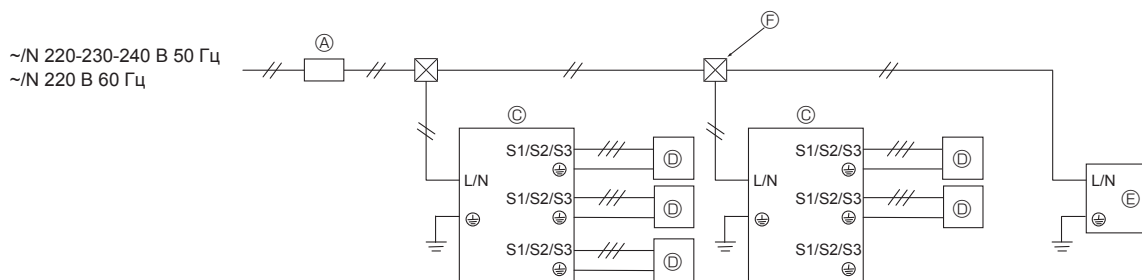 ~/N 220-230-240 В 50 Гц
~/N 220 В 60 Гц
Ⓐ
Ⓕ
Ⓒ
L/N
S1/S2/S3
Ⓓ
S1/S2/S3
Ⓓ
S1/S2/S3
Ⓓ
Ⓒ
L/N
S1/S2/S3
Ⓓ
S1/S2/S3
Ⓓ
S1/S2/S3
L/N
Ⓔ